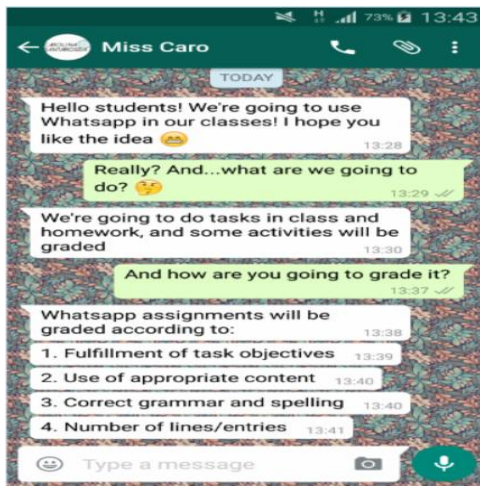 73% 13:43
Miss Caro
TODAY
Hello students! We're going to use
Whatsapp in our classes! I hope you
like the idea 😁
13:28
Really? And...what are we going to
do? 🤔
13:29
We're going to do tasks in class and
homework, and some activities will be
graded
13:30
And how are you going to grade it?
13:37
Whatsapp assignments will be
graded according to:
13:38
1. Fulfillment of task objectives 13:39
2. Use of appropriate content 13:40
3. Correct grammar and spelling 13:40
4. Number of lines/entries 13:41
Type a message